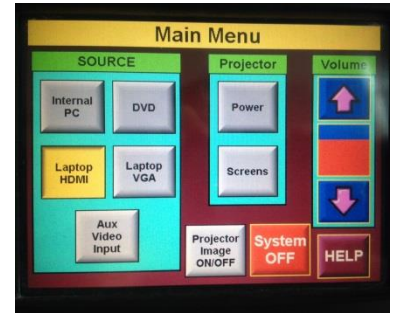 Main Menu
SOURCE
Projector
Volume
Internal
PC
DVD
Power
Laptop
HDMI
Laptop
VGA
Screens
Aux
Video
Input
Projector
Image
ON/OFF
System
OFF
HELP